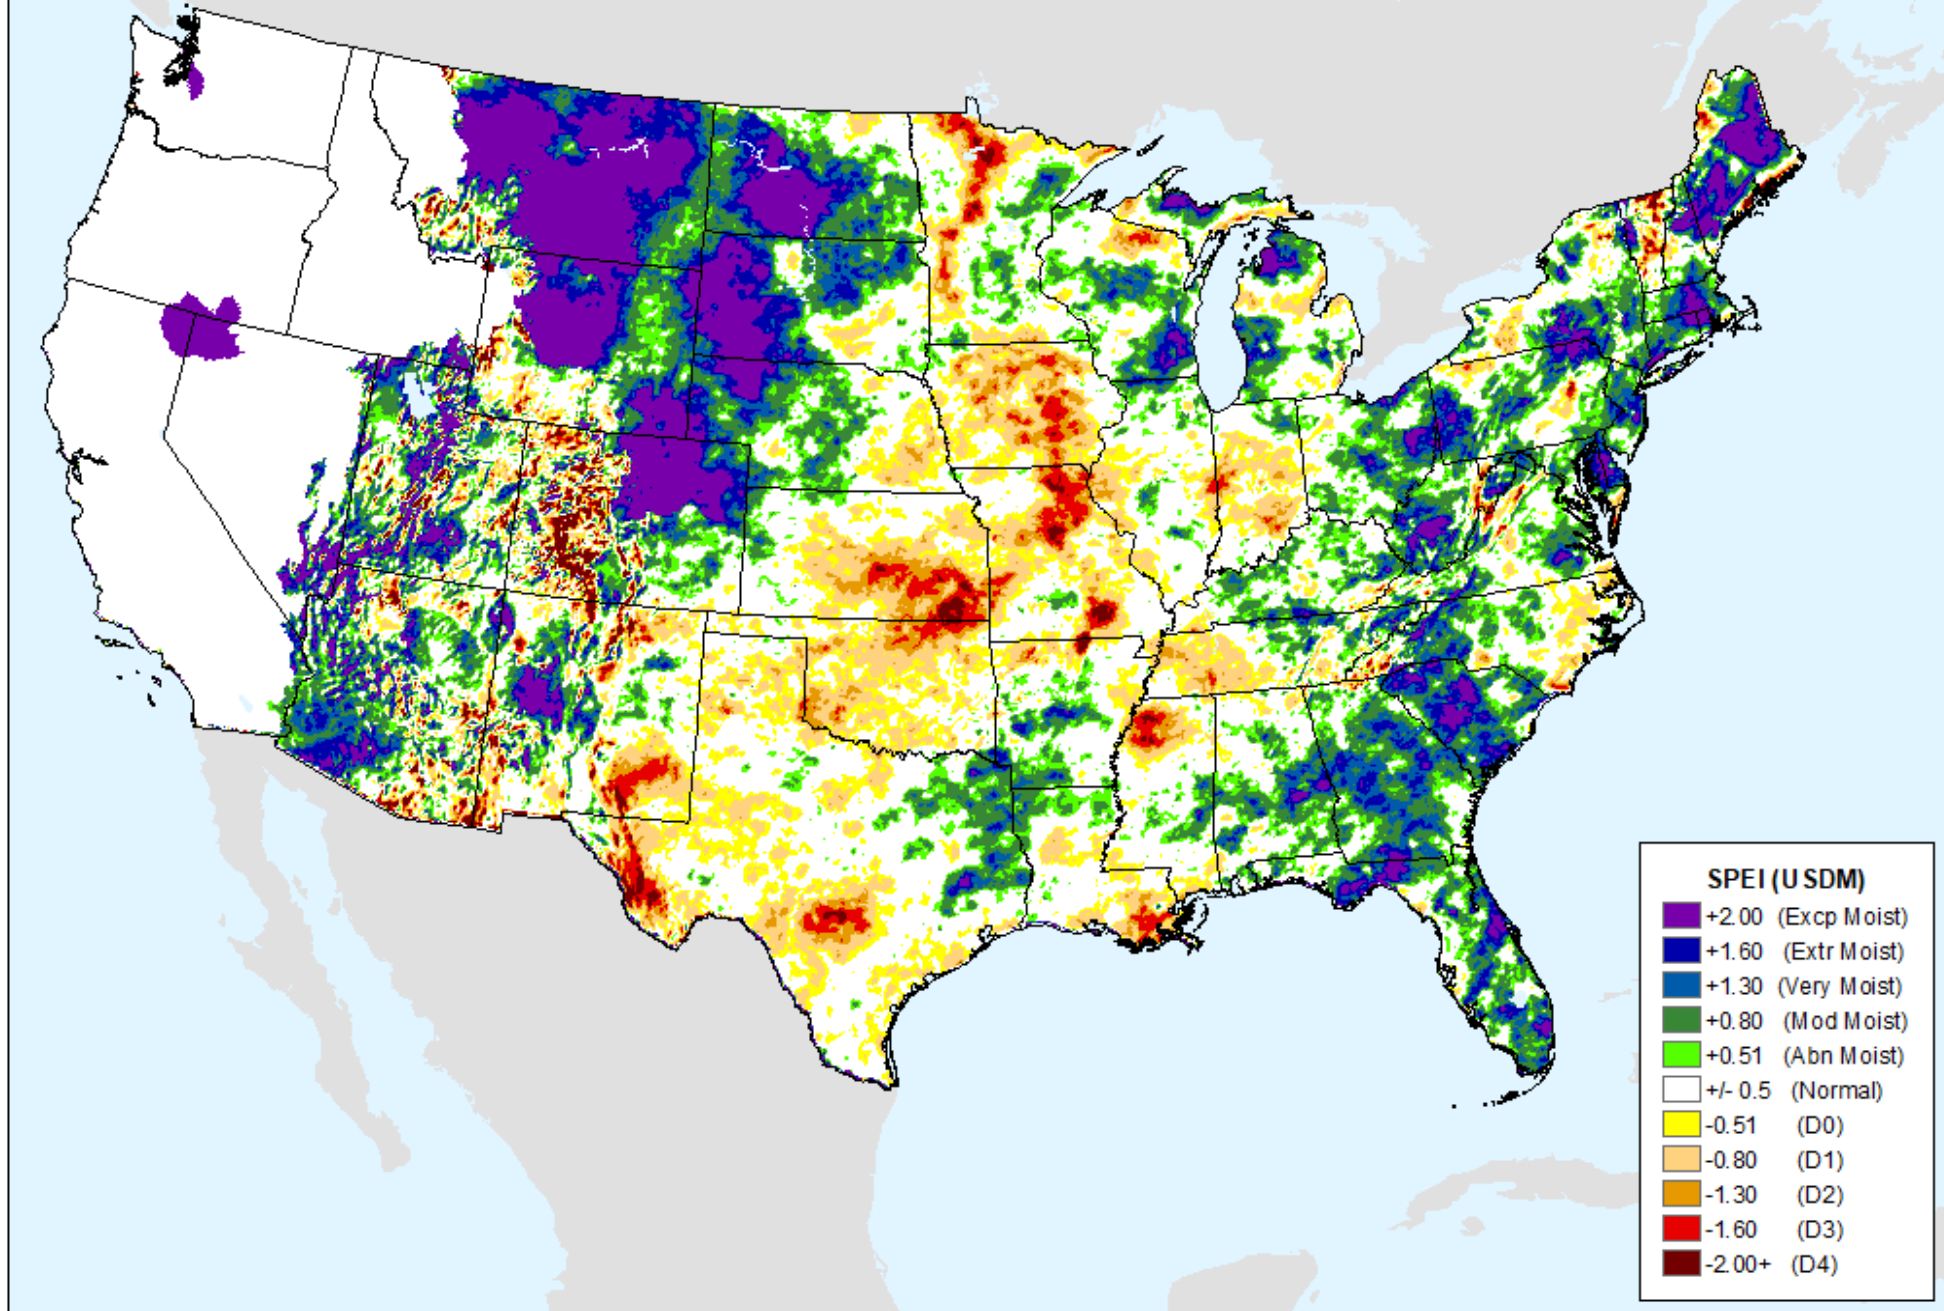 SPEI (USDM)
+2.00 (Excp Moist)
+1.60 (Extr Moist)
+1.30 (Very Moist)
+0.80 (Mod Moist)
+0.51 (Abn Moist)
+/- 0.5 (Normal)
-0.51 (D0)
-0.80 (D1)
-1.30 (D2)
-1.60 (D3)
-2.00+ (D4)